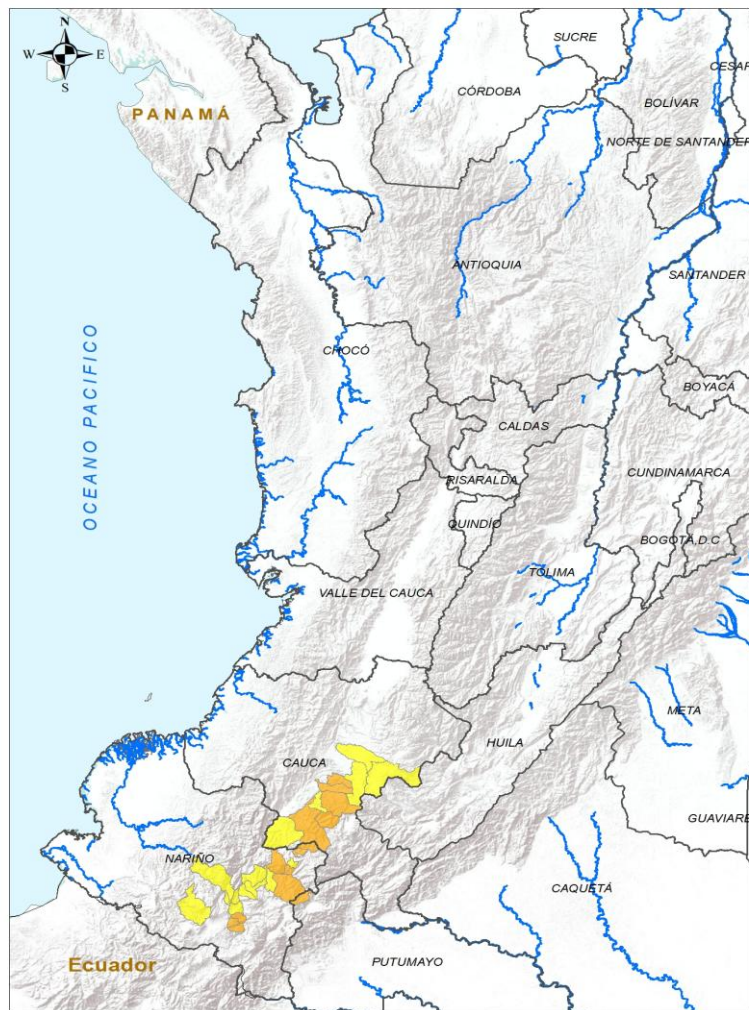 N
W E
S
SUCRE
CESAR
CÓRDOBA
BOLÍVAR
PANAMÁ
NORTE DE SANTANDER
ANTIOQUIA
SANTANDER
OCEANO PACIFICO
CHOCÓ
BOYACÁ
CALDAS
CUNDINAMARCA
RISARALDA
QUINDÍO
BOGOTÁ,D.C
TOLIMA
VALLE DEL CAUCA
META
HUILA
CAUCA
GUAVIARE
NARIÑO
CAQUETÁ
PUTUMAYO
Ecuador